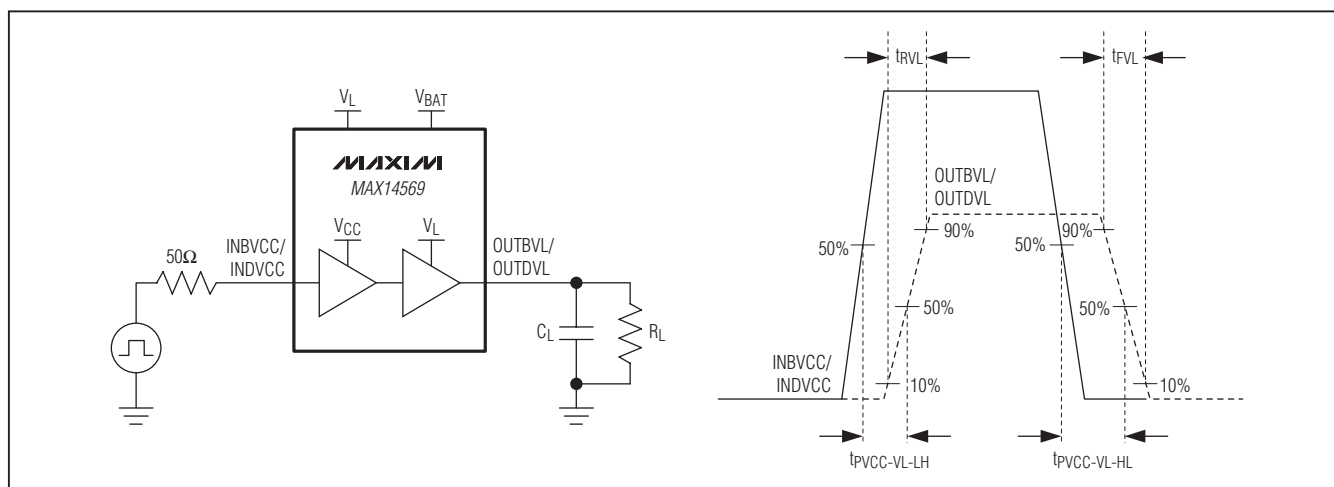 VL
VBAT
MAXIM
MAX14569
VCC
VL
50Ω
INBVCC/
INDVCC
OUTBVL/
OUTDVL
CL
RL
tRVL
tFVL
OUTBVL/
OUTDVL
90%
90%
50%
50%
50%
50%
INBVCC/
INDVCC
10%
10%
tPVCC-VL-LH
tPVCC-VL-HL